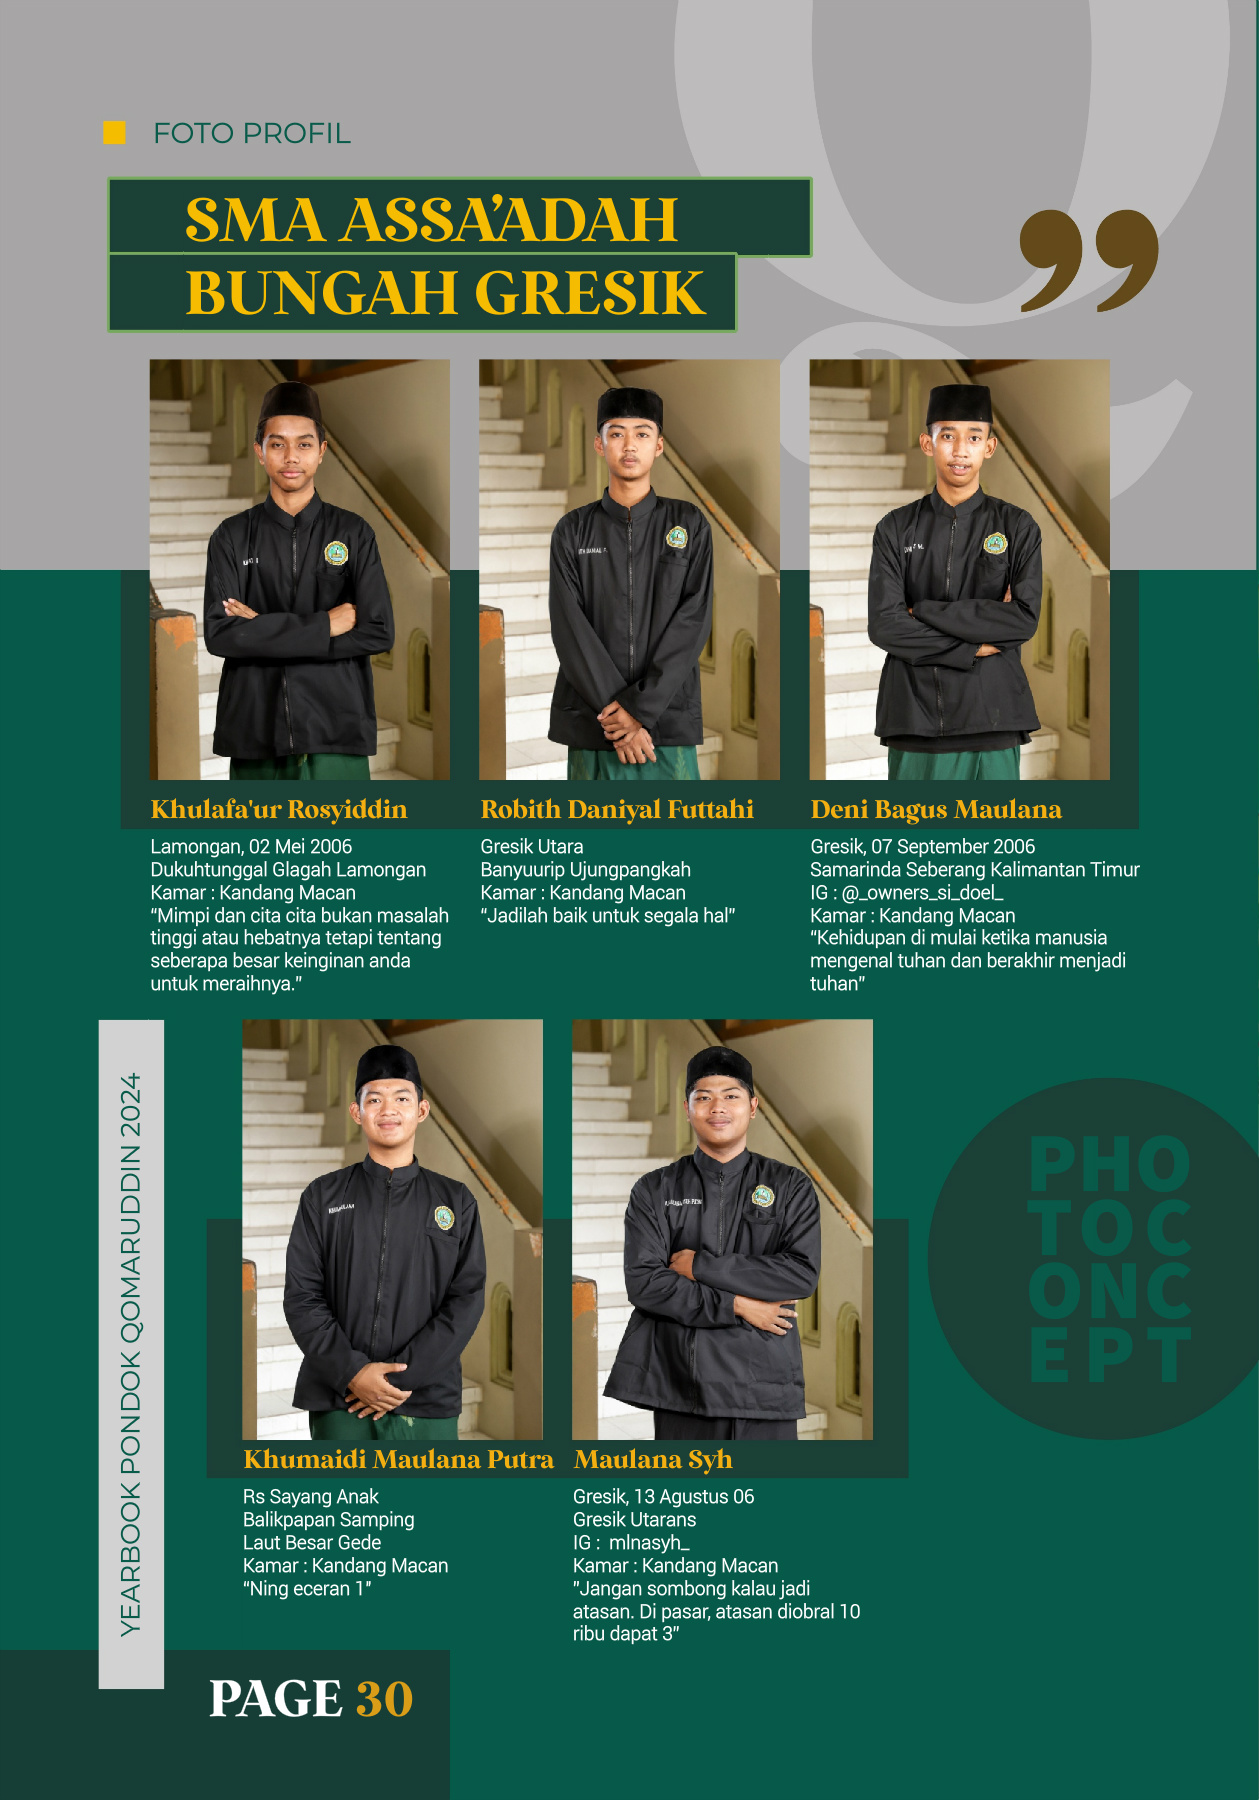 FOTO PROFIL
SMA ASSA’ADAH
BUNGAH GRESIK
”
Khulafa'ur Rosyiddin
Lamongan, 02 Mei 2006
Dukuhtunggal Glagah Lamongan
Kamar : Kandang Macan
“Mimpi dan cita cita bukan masalah
tinggi atau hebatnya tetapi tentang
seberapa besar keinginan anda
untuk meraihnya.”
Robith Daniyal Futtahi
Gresik Utara
Banyuurip Ujungpangkah
Kamar : Kandang Macan
“Jadilah baik untuk segala hal”
Deni Bagus Maulana
Gresik, 07 September 2006
Samarinda Seberang Kalimantan Timur
IG : @_owners_si_doel_
Kamar : Kandang Macan
“Kehidupan di mulai ketika manusia
mengenal tuhan dan berakhir menjadi
tuhan”
Khumaidi Maulana Putra
Rs Sayang Anak
Balikpapan Samping
Laut Besar Gede
Kamar : Kandang Macan
“Ning eceran 1”
Maulana Syh
Gresik, 13 Agustus 06
Gresik Utarans
IG :  mlnasyh_
Kamar : Kandang Macan
”Jangan sombong kalau jadi
atasan. Di pasar, atasan diobral 10
ribu dapat 3”
PHO
TOC
ONC
EPT
YEARBOOK PONDOK QOMARUDDIN 2024
PAGE 30